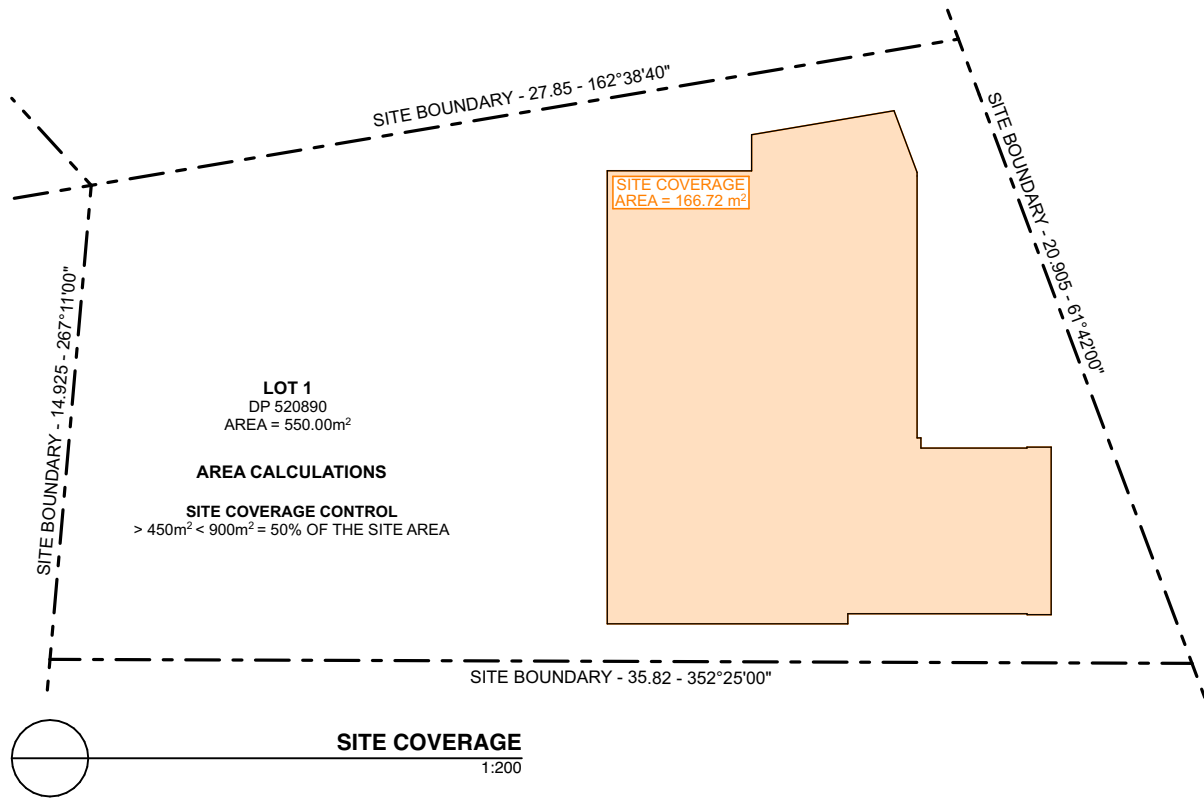 SITE BOUNDARY - 27.85 - 162°38'40"
SITE BOUNDARY - 20.905 - 61°42'00"
SITE COVERAGE
AREA = 166.72 m²
SITE BOUNDARY - 14.925 - 267°11'00"
LOT 1
DP 520890
AREA = 550.00m²
AREA CALCULATIONS
SITE COVERAGE CONTROL
> 450m² < 900m² = 50% OF THE SITE AREA
SITE BOUNDARY - 35.82 - 352°25'00"
SITE COVERAGE
1:200